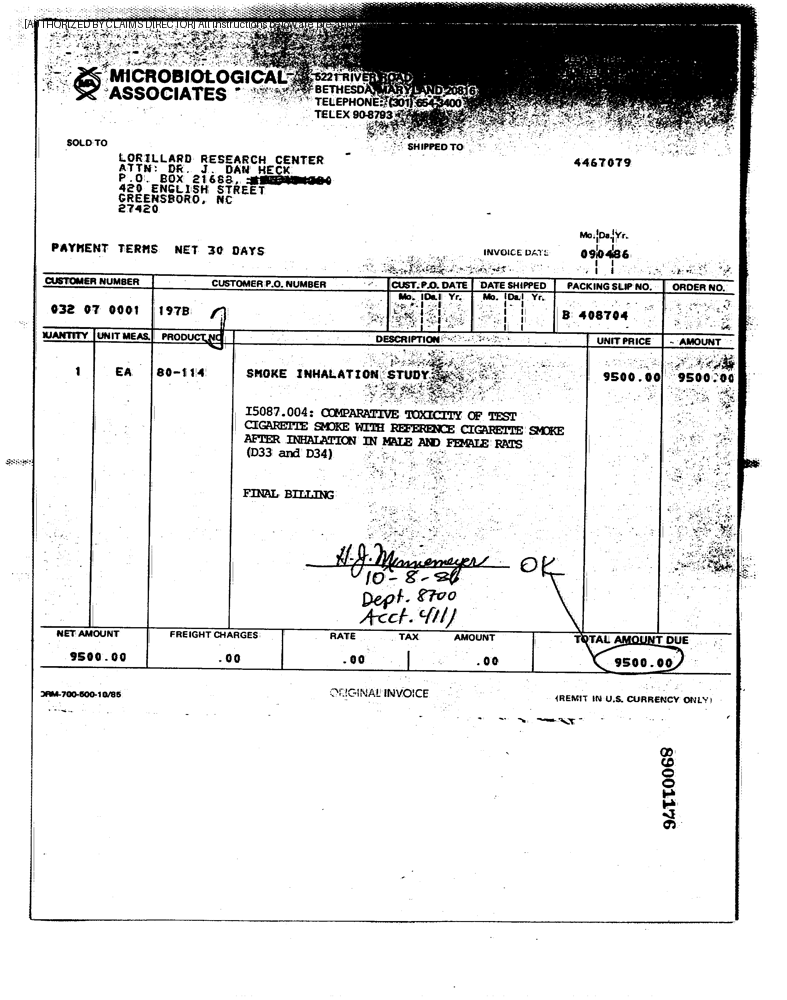 [AUTHORIZED BY CLAIMS DIRECTOR] All instructions below are
MICROBIOLOGICAL
ASSOCIATES
5221 RIVER ROAD
BETHESDA, MARYLAND 20816
TELEPHONE: (301) 654-3400
TELEX 90-8793
SOLD TO
SHIPPED TO
LORILLARD RESEARCH CENTER
ATTN: DR. J. DAN HECK
P.O. BOX 21688,
420 ENGLISH STREET
GREENSBORO, NC
27420
4467079
PAYMENT TERMS NET 30 DAYS
INVOICE DATE
Mo. Da. Yr.
090486
CUSTOMER NUMBER CUSTOMER P.O. NUMBER CUST. P.O. DATE DATE SHIPPED PACKING SLIP NO. ORDER NO.
Mo. Da. Yr. Mo. Da. Yr.
032 07 0001 197B B 408704
QUANTITY UNIT MEAS. PRODUCT NO DESCRIPTION UNIT PRICE AMOUNT
1 EA 80-114 SMOKE INHALATION STUDY 9500.00 9500.00
I5087.004: COMPARATIVE TOXICITY OF TEST
CIGARETTE SMOKE WITH REFERENCE CIGARETTE SMOKE
AFTER INHALATION IN MALE AND FEMALE RATS
(D33 and D34)
FINAL BILLING
H. J. Minnemeyer OK
10-8-86
Dept. 8700
Acct. 4111
NET AMOUNT FREIGHT CHARGES RATE TAX AMOUNT TOTAL AMOUNT DUE
9500.00 .00 .00 .00 9500.00
ORM-700-600-10/85 ORIGINAL INVOICE (REMIT IN U.S. CURRENCY ONLY)
89001176